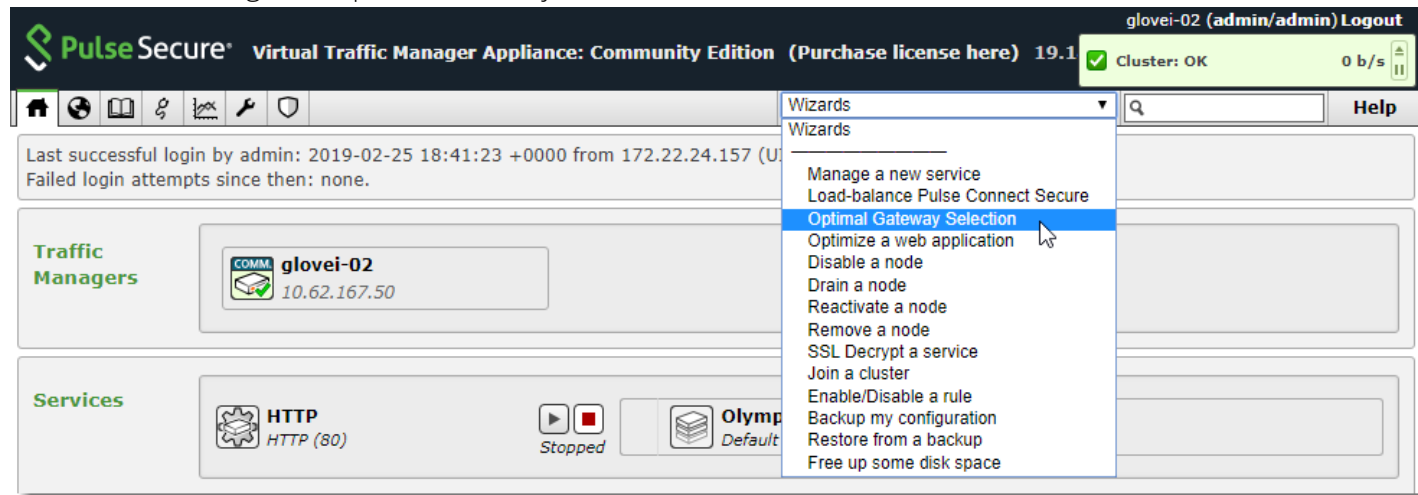 glovei-02 (admin/admin) Logout
Pulse Secure® Virtual Traffic Manager Appliance: Community Edition (Purchase license here) 19.1
Cluster: OK 0 b/s
Wizards
Help
Wizards
Manage a new service
Load-balance Pulse Connect Secure
Optimal Gateway Selection
Optimize a web application
Disable a node
Drain a node
Reactivate a node
Remove a node
SSL Decrypt a service
Join a cluster
Enable/Disable a rule
Backup my configuration
Restore from a backup
Free up some disk space
Last successful login by admin: 2019-02-25 18:41:23 +0000 from 172.22.24.157 (U
Failed login attempts since then: none.
Traffic
Managers
COMM. glovei-02
10.62.167.50
Services
HTTP
HTTP (80)
Stopped
Olymp
Default